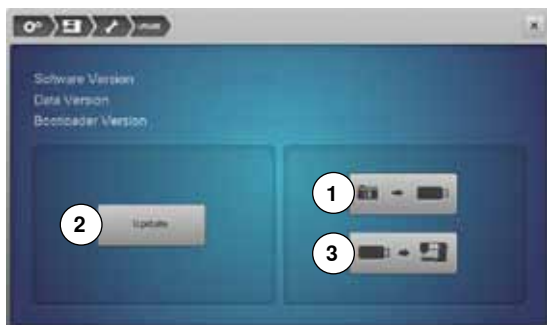 Software Version
Data Version
Bootloader Version
1
2
Update
3